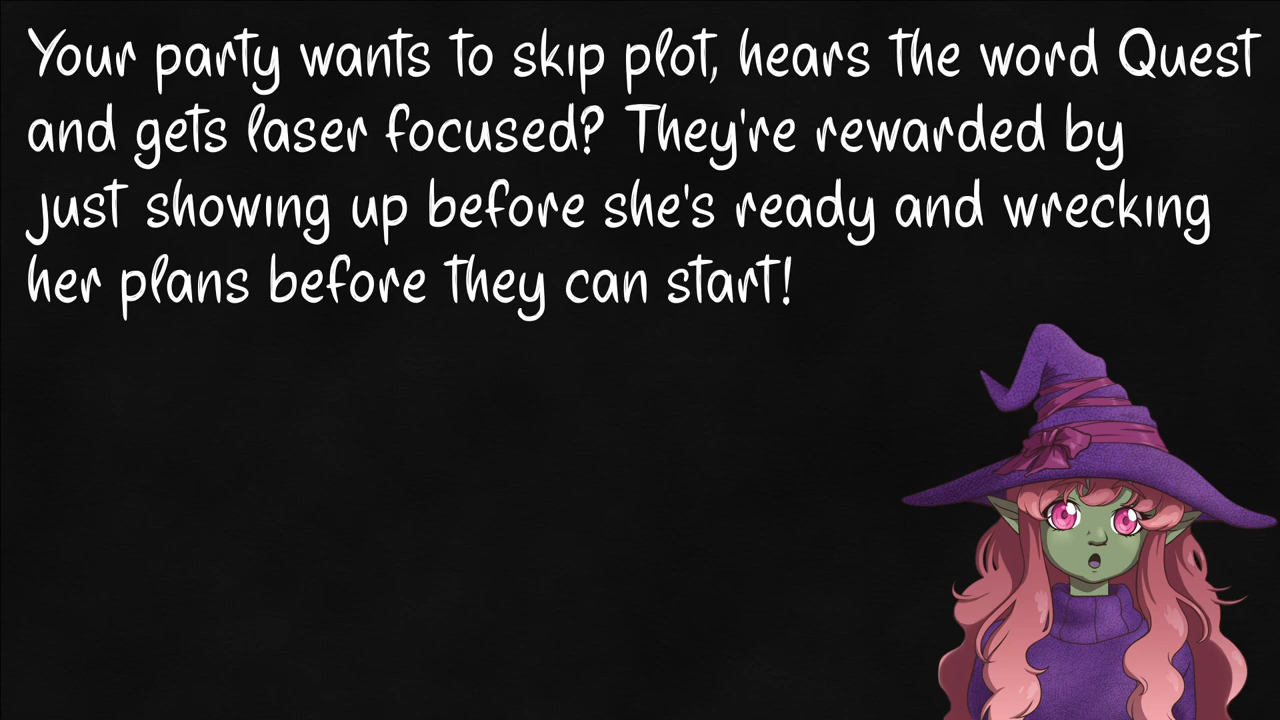 Your party wants to skip plot, hears the word Quest
and gets laser focused? They're rewarded by
just showing up before she's ready and wrecking
her plans before they can start!